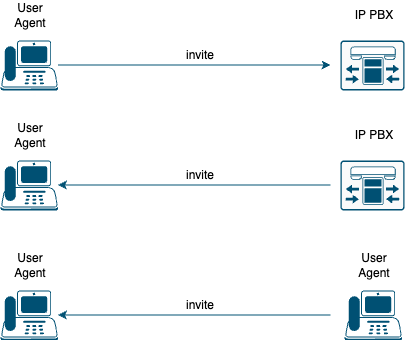 User
Agent
IP PBX
invite
User
Agent
IP PBX
invite
User
Agent
User
Agent
invite